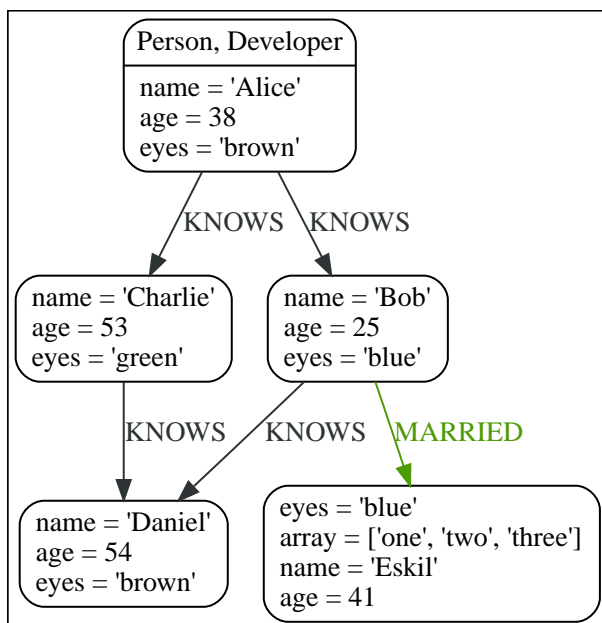 Person, Developer
name = 'Alice'
age = 38
eyes = 'brown'
KNOWS KNOWS
name = 'Charlie'
age = 53
eyes = 'green'
name = 'Bob'
age = 25
eyes = 'blue'
KNOWS KNOWS MARRIED
name = 'Daniel'
age = 54
eyes = 'brown'
eyes = 'blue'
array = ['one', 'two', 'three']
name = 'Eskil'
age = 41